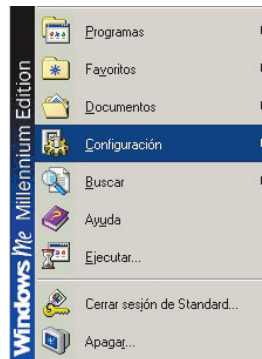 Windows Me Millennium Edition
Programas
Favoritos
Documentos
Configuración
Buscar
Ayuda
Ejecutar...
Cerrar sesión de Standard...
Apagar...